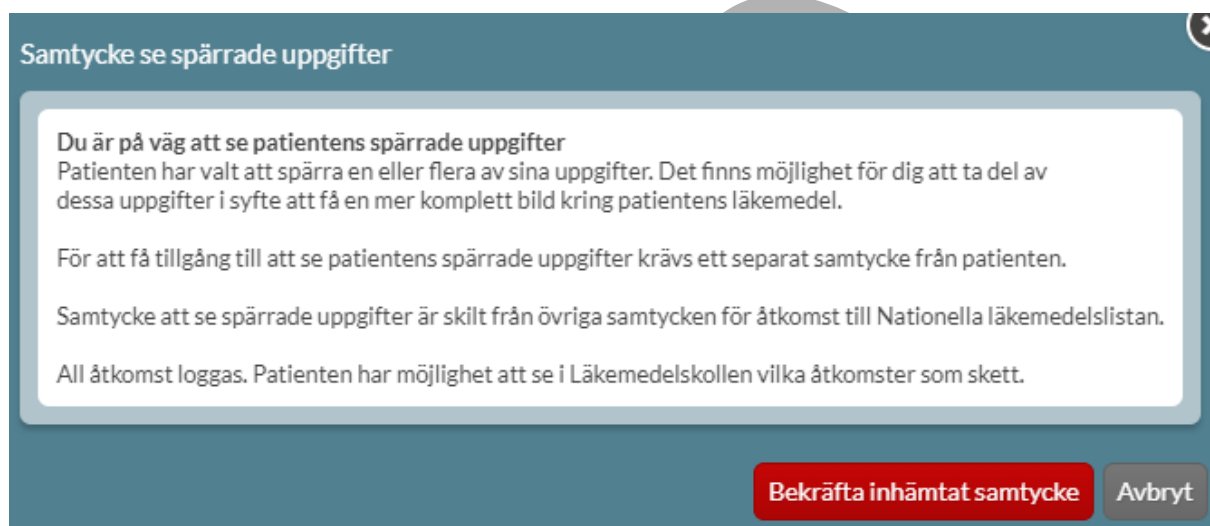 Samtycke se spärrade uppgifter
Du är på väg att se patientens spärrade uppgifter
Patienten har valt att spärra en eller flera av sina uppgifter. Det finns möjlighet för dig att ta del av
dessa uppgifter i syfte att få en mer komplett bild kring patientens läkemedel.
För att få tillgång till att se patientens spärrade uppgifter krävs ett separat samtycke från patienten.
Samtycke att se spärrade uppgifter är skilt från övriga samtycken för åtkomst till Nationella läkemedelslistan.
All åtkomst loggas. Patienten har möjlighet att se i Läkemedelskollen vilka åtkomster som skett.
Bekräfta inhämtat samtycke Avbryt